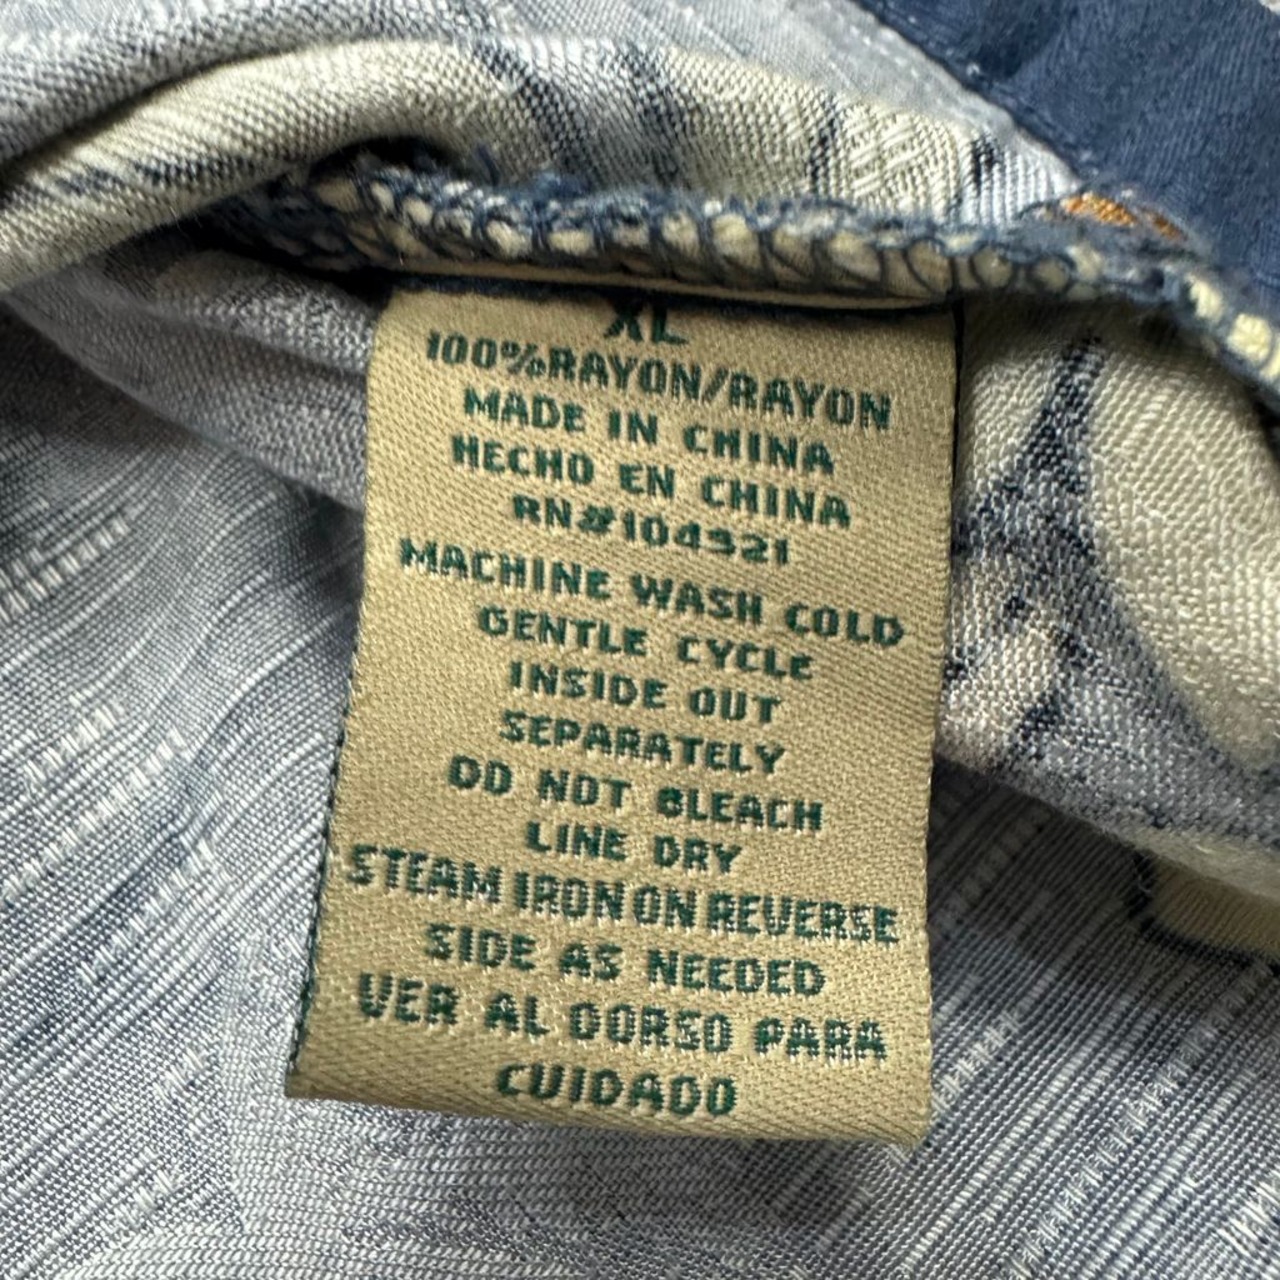 XL
100%RAYON/RAYON
MADE IN CHINA
HECHO EN CHINA
RN#104921
MACHINE WASH COLD
GENTLE CYCLE
INSIDE OUT
SEPARATELY
DO NOT BLEACH
LINE DRY
STEAM IRON ON REVERSE
SIDE AS NEEDED
VER AL DORSO PARA
CUIDADO